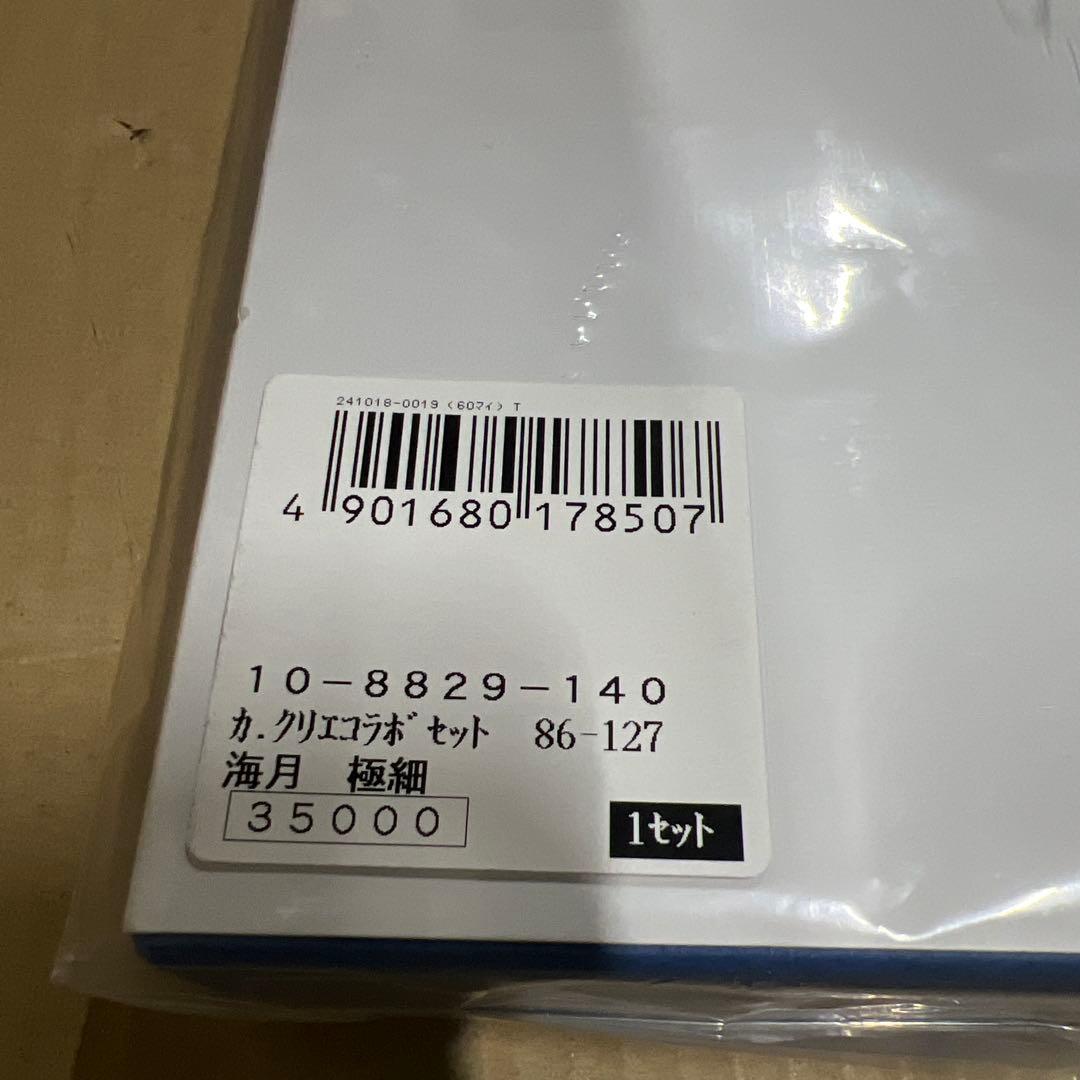 241018-0019 (60マイ) T
4 901680 178507
10-8829-140
カ.クリエコラボセット 86-127
海月 極細
35000
1セット